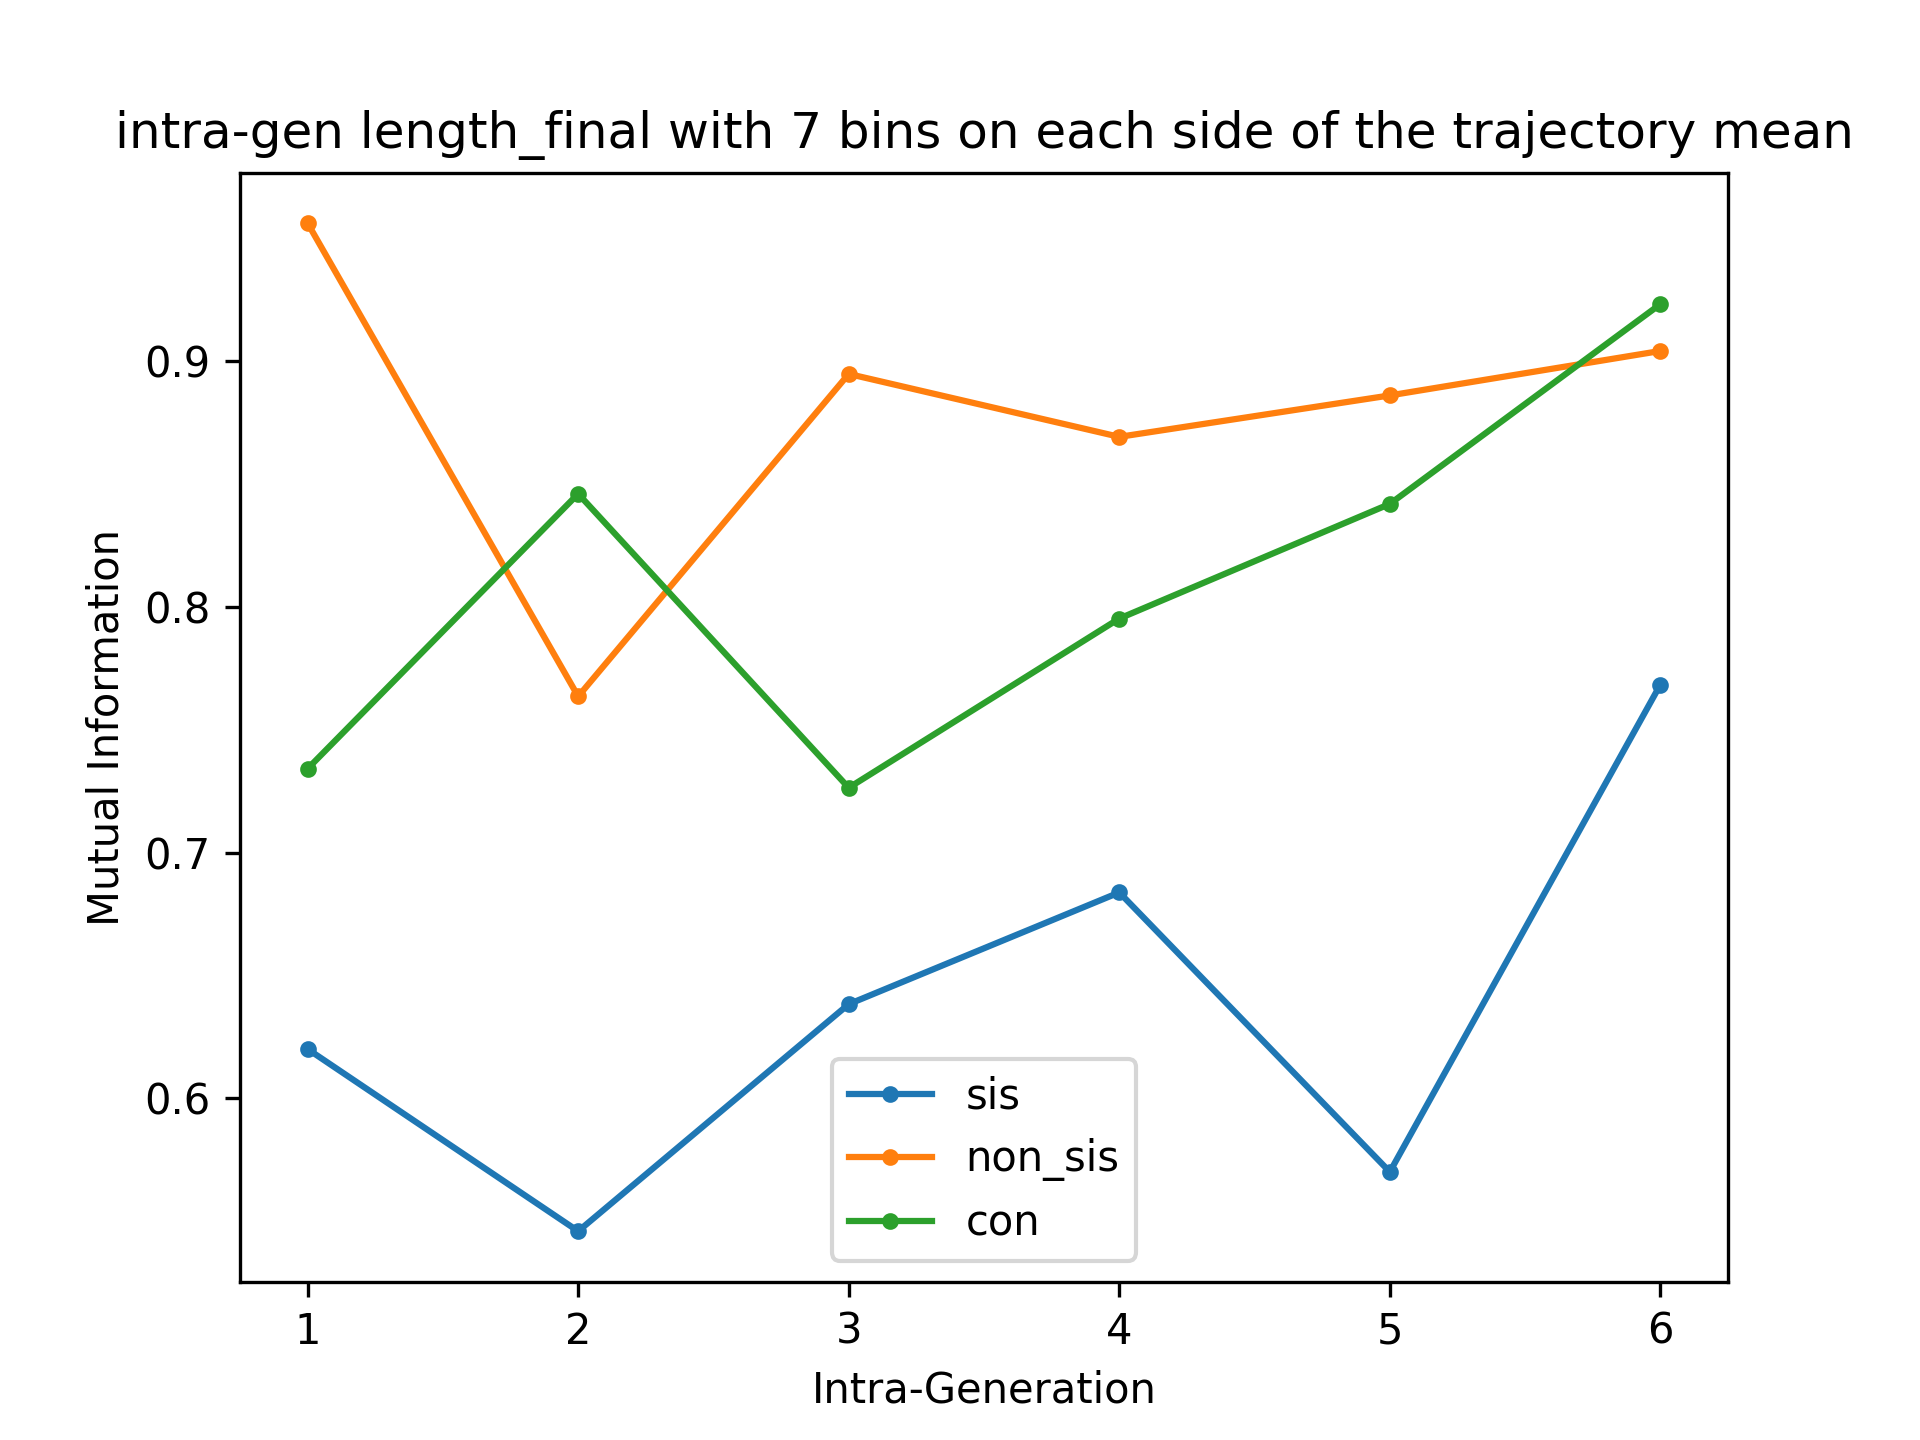 intra-gen length_final with 7 bins on each side of the trajectory mean
Mutual Information
0.9
0.8
0.7
0.6
sis
non_sis
con
1 2 3 4 5 6
Intra-Generation